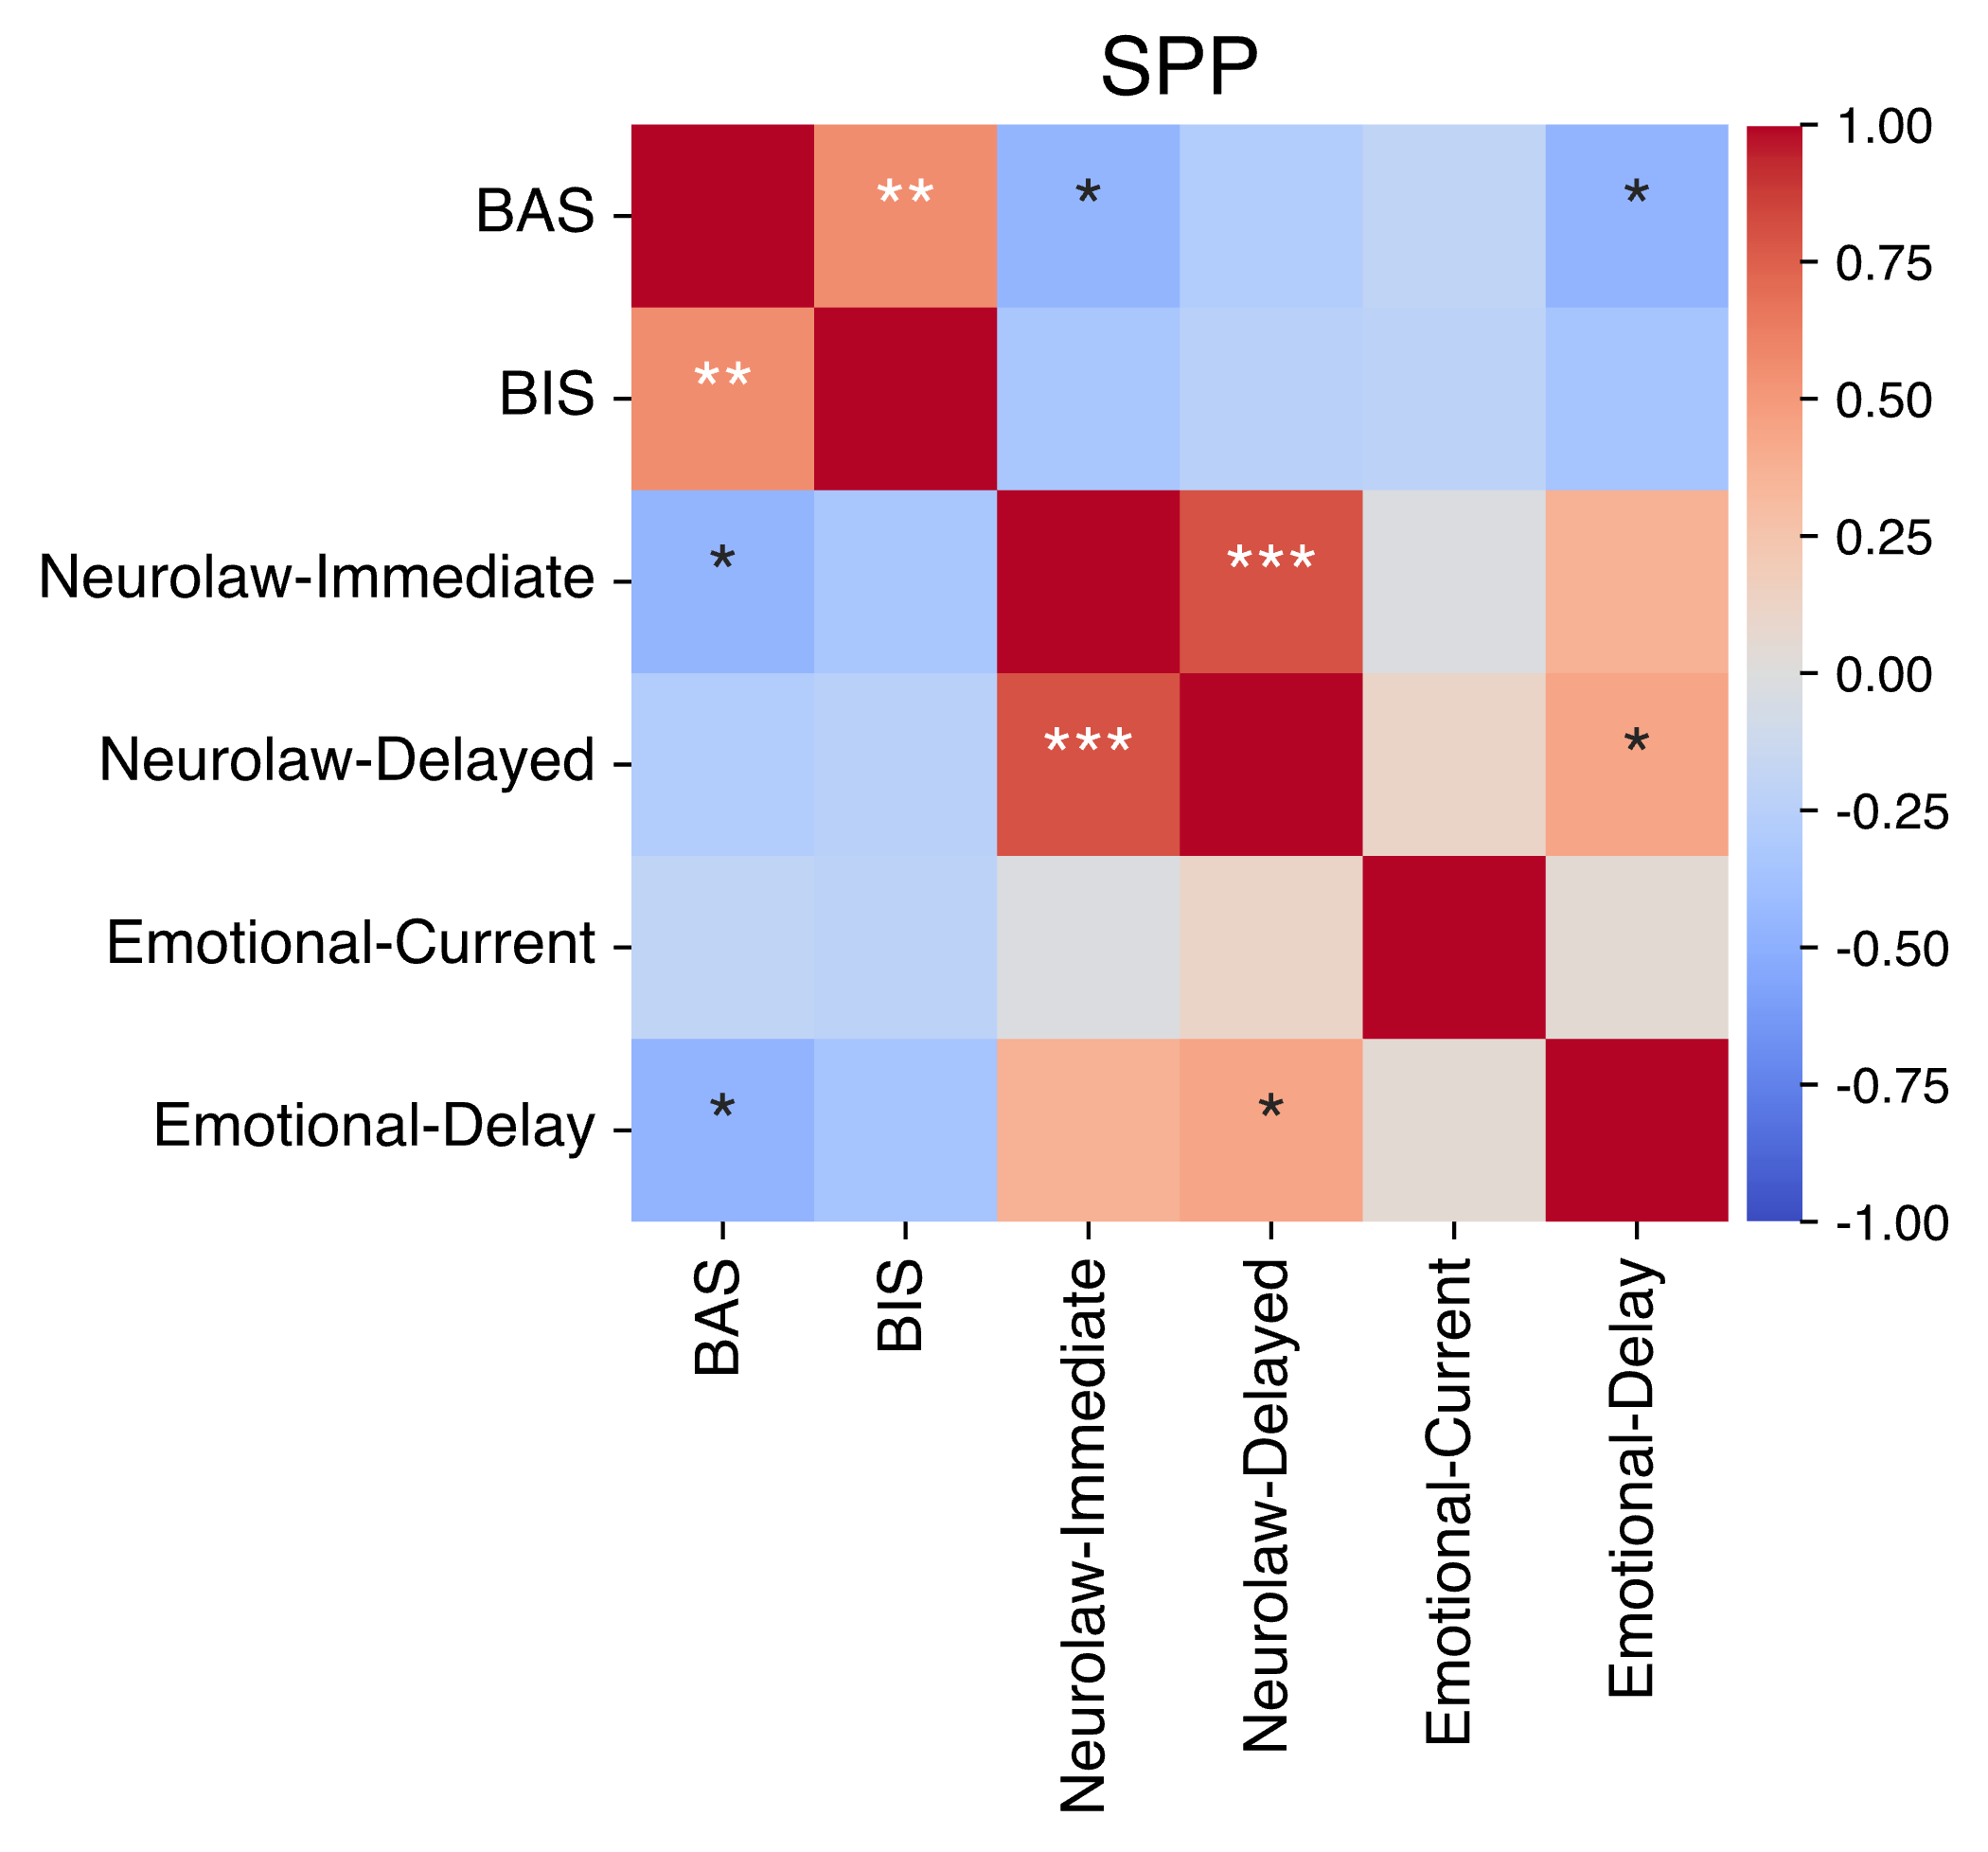 SPP
BAS
BIS
Neurolaw-Immediate
Neurolaw-Delayed
Emotional-Current
Emotional-Delay
** * *
**
* ***
*** *
* *
1.00
0.75
0.50
0.25
0.00
-0.25
-0.50
-0.75
-1.00
BAS
BIS
Neurolaw-Immediate
Neurolaw-Delayed
Emotional-Current
Emotional-Delay